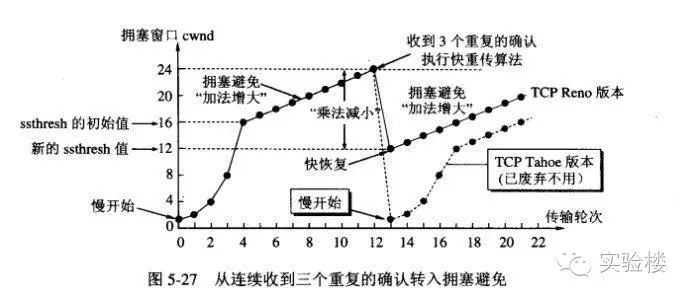 拥塞窗口 cwnd
收到 3 个重复的确认
执行快重传算法
24
20
16
12
8
4
0
拥塞避免
“加法增大”
“乘法减小”
拥塞避免
“加法增大”
TCP Reno 版本
ssthresh 的初始值
新的 ssthresh 值
快恢复
TCP Tahoe 版本
(已废弃不用)
慢开始
慢开始
传输轮次
0 2 4 6 8 10 12 14 16 18 20 22
图 5-27 从连续收到三个重复的确认转入拥塞避免
实验楼